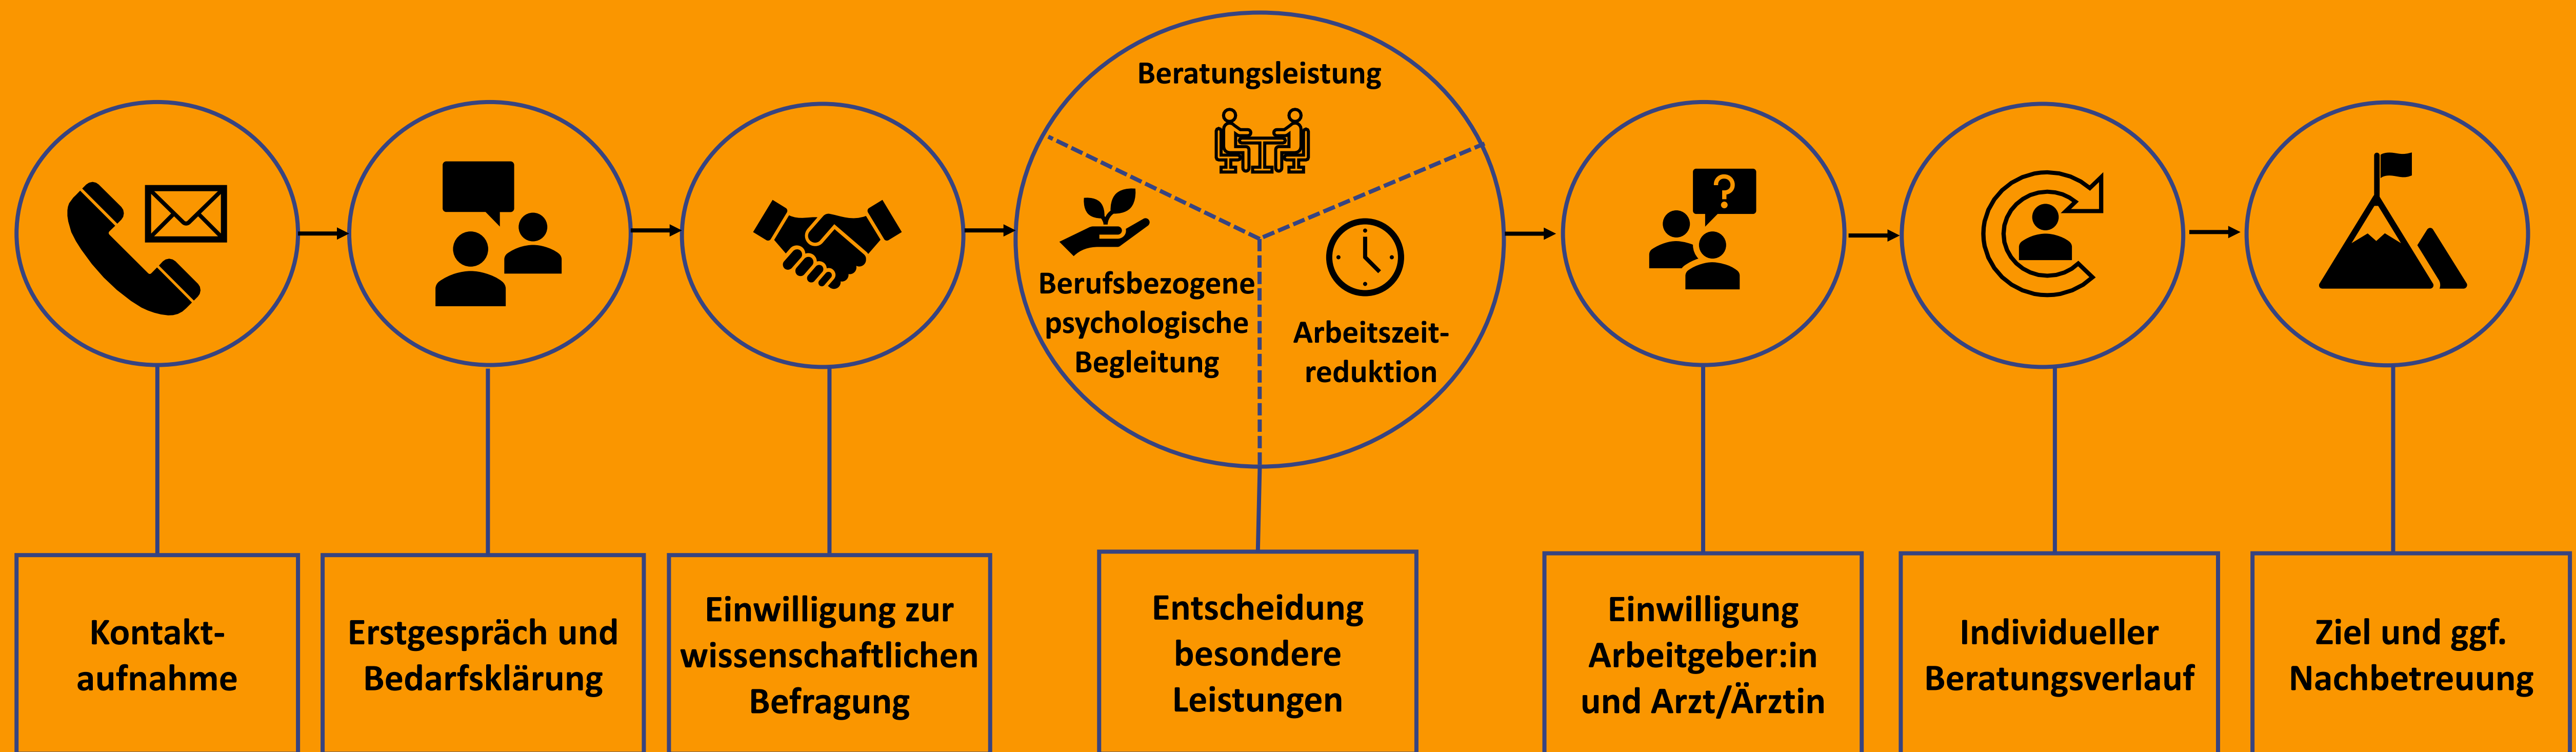 Beratungsleistung
Berufsbezogene
psychologische
Begleitung
Arbeitszeit-
reduktion
?
Kontakt-
aufnahme
Erstgespräch und
Bedarfsklärung
Einwilligung zur
wissenschaftlichen
Befragung
Entscheidung
besondere
Leistungen
Einwilligung
Arbeitgeber:in
und Arzt/Ärztin
Individueller
Beratungsverlauf
Ziel und ggf.
Nachbetreuung